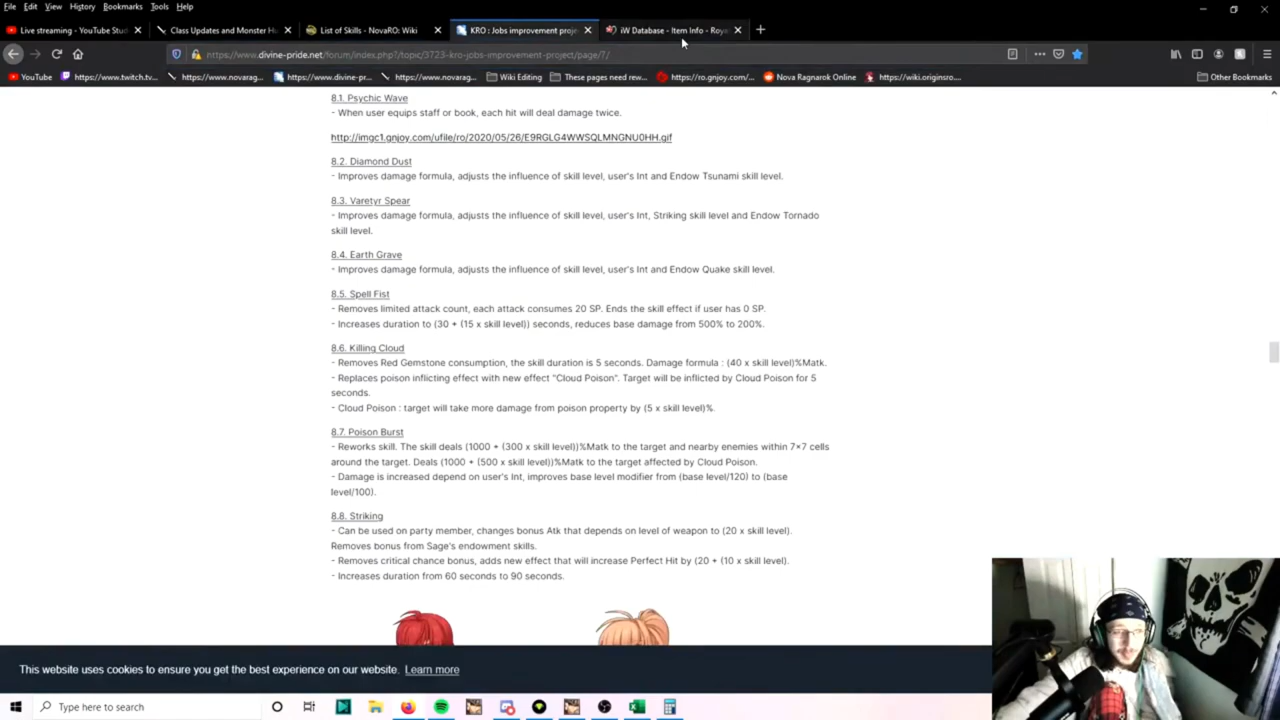 File Edit View History Bookmarks Tools Help
Live streaming - YouTube Stud
Class Updates and Monster Hu
List of Skills - NovaRO: Wiki
KRO : Jobs improvement proje
iW Database - Item Info - Roya
https://www.divine-pride.net/forum/index.php?/topic/3723-kro-jobs-improvement-project/page/7/
YouTube https://www.twitch.tv... https://www.novarag... https://www.divine-p... https://www.novarag... Wiki Editing These pages need rew... https://ro.gnjoy.com/... Nova Ragnarok Online https://wiki.originsro... Other Bookmarks
8.1. Psychic Wave
- When user equips staff or book, each hit will deal damage twice.
http://imgc1.gnjoy.com/ufile/ro/2020/05/26/E9RGLG4WWSQLMNGNU0HH.gif
8.2. Diamond Dust
- Improves damage formula, adjusts the influence of skill level, user's Int and Endow Tsunami skill level.
8.3. Varetyr Spear
- Improves damage formula, adjusts the influence of skill level, user's Int, Striking skill level and Endow Tornado
skill level.
8.4. Earth Grave
- Improves damage formula, adjusts the influence of skill level, user's Int and Endow Quake skill level.
8.5. Spell Fist
- Removes limited attack count, each attack consumes 20 SP. Ends the skill effect if user has 0 SP.
- Increases duration to (30 + (15 x skill level)) seconds, reduces base damage from 500% to 200%.
8.6. Killing Cloud
- Removes Red Gemstone consumption, the skill duration is 5 seconds. Damage formula : (40 x skill level)%Matk.
- Replaces poison inflicting effect with new effect "Cloud Poison". Target will be inflicted by Cloud Poison for 5
seconds.
- Cloud Poison : target will take more damage from poison property by (5 x skill level)%.
8.7. Poison Burst
- Reworks skill. The skill deals (1000 + (300 x skill level))%Matk to the target and nearby enemies within 7×7 cells
around the target. Deals (1000 + (500 x skill level))%Matk to the target affected by Cloud Poison.
- Damage is increased depend on user's Int, improves base level modifier from (base level/120) to (base
level/100).
8.8. Striking
- Can be used on party member, changes bonus Atk that depends on level of weapon to (20 x skill level).
Removes bonus from Sage's endowment skills.
- Removes critical chance bonus, adds new effect that will increase Perfect Hit by (20 + (10 x skill level).
- Increases duration from 60 seconds to 90 seconds.
This website uses cookies to ensure you get the best experience on our website. Learn more
Type here to search